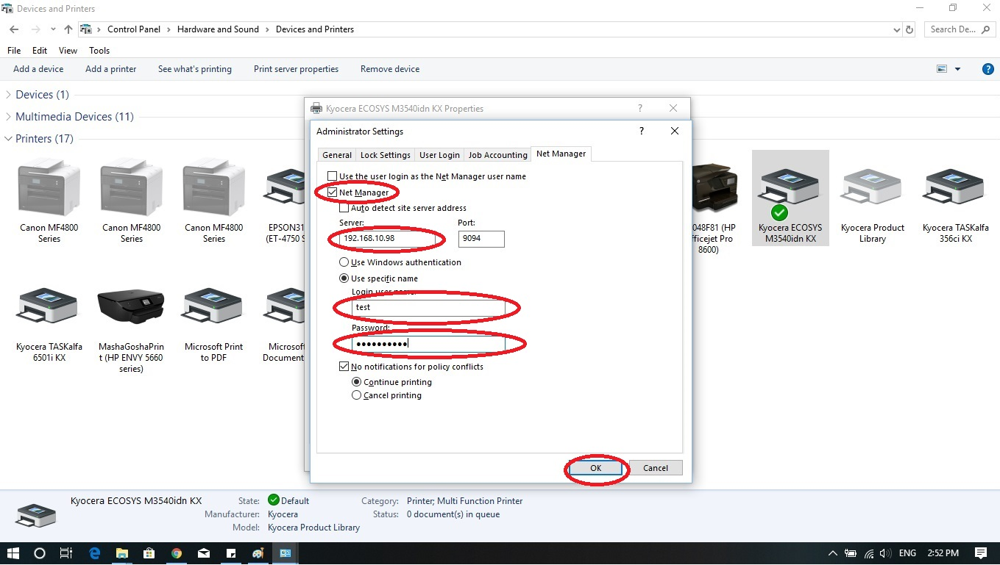 Devices and Printers
Control Panel > Hardware and Sound > Devices and Printers
Search De...
File Edit View Tools
Add a device Add a printer See what's printing Print server properties Remove device
Devices (1)
Multimedia Devices (11)
Printers (17)
Canon MF4800
Series
Canon MF4800
Series
Canon MF4800
Series
EPSON31
(ET-4750 S
048F81 (HP
fficejet Pro
8600)
Kyocera ECOSYS
M3540idn KX
Kyocera Product
Library
Kyocera TASKalfa
356ci KX
Kyocera TASKalfa
6501i KX
MashaGoshaPrin
t (HP ENVY 5660
series)
Microsoft Print
to PDF
Microsof
Document
Kyocera ECOSYS M3540idn KX Properties
Administrator Settings
General Lock Settings User Login Job Accounting Net Manager
Use the user login as the Net Manager user name
Net Manager
Auto detect site server address
Server: Port:
192.168.10.98 9094
Use Windows authentication
Use specific name
Login user name:
test
Password:
●●●●●●●●●●
No notifications for policy conflicts
Continue printing
Cancel printing
OK Cancel
Kyocera ECOSYS M3540idn KX State: Default Category: Printer; Multi Function Printer
Manufacturer: Kyocera Status: 0 document(s) in queue
Model: Kyocera Product Library
ENG 2:52 PM